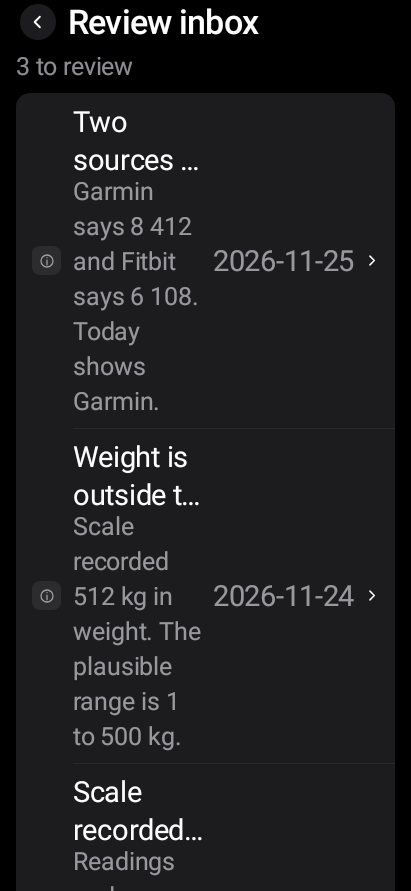 Review inbox
3 to review
Two
sources …
Garmin
says 8 412
and Fitbit
says 6 108.
Today
shows
Garmin.
2026-11-25
Weight is
outside t…
Scale
recorded
512 kg in
weight. The
plausible
range is 1
to 500 kg.
2026-11-24
Scale
recorded…
Readings